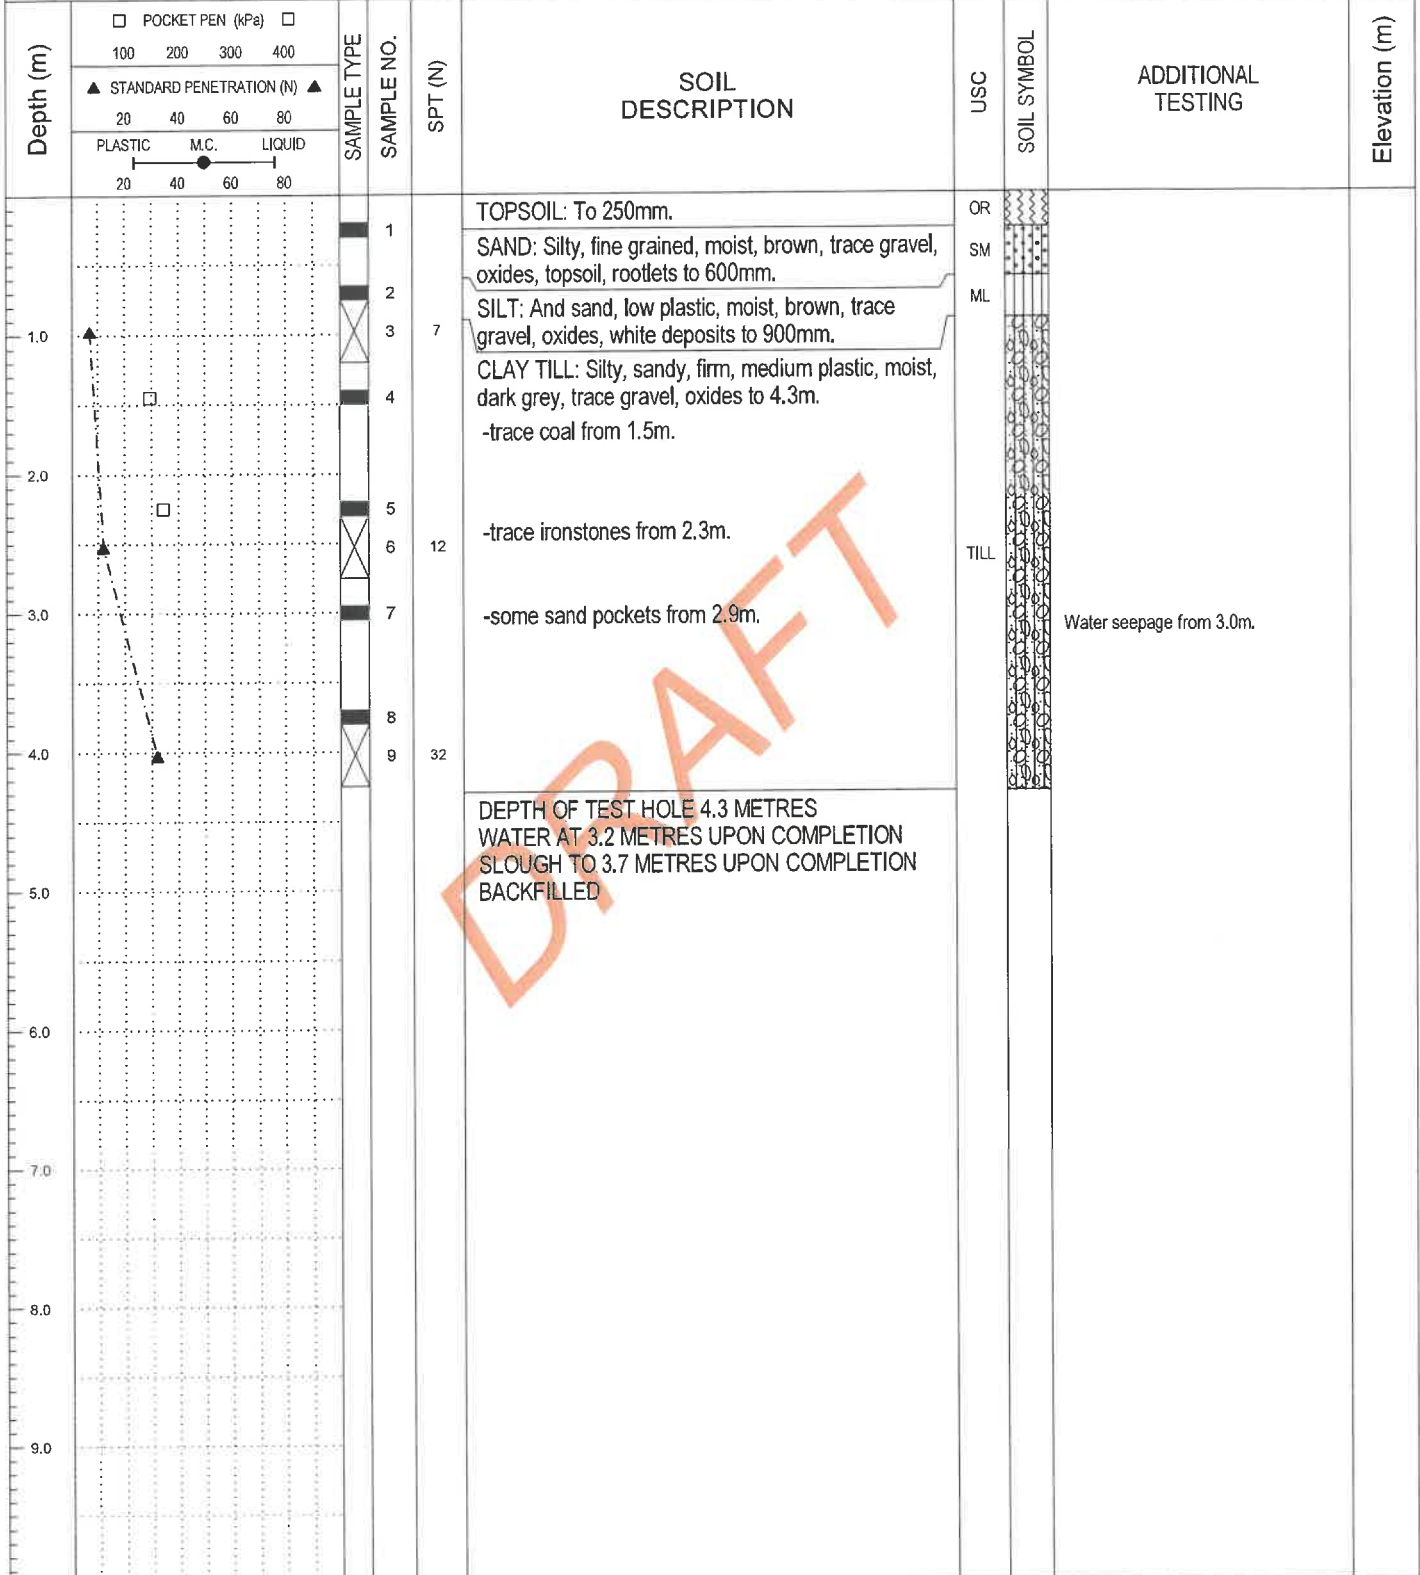 Depth (m)
□ POCKET PEN (kPa) □
100 200 300 400
▲ STANDARD PENETRATION (N) ▲
20 40 60 80
PLASTIC M.C. LIQUID
20 40 60 80
SAMPLE TYPE
SAMPLE NO.
SPT (N)
SOIL
DESCRIPTION
USC
SOIL SYMBOL
ADDITIONAL
TESTING
Elevation (m)
TOPSOIL: To 250mm.
OR
1
SAND: Silty, fine grained, moist, brown, trace gravel,
oxides, topsoil, rootlets to 600mm.
SM
2
SILT: And sand, low plastic, moist, brown, trace
gravel, oxides, white deposits to 900mm.
ML
1.0
3 7
CLAY TILL: Silty, sandy, firm, medium plastic, moist,
dark grey, trace gravel, oxides to 4.3m.
4
-trace coal from 1.5m.
2.0
5
-trace ironstones from 2.3m.
6 12
TILL
3.0
7
-some sand pockets from 2.9m.
Water seepage from 3.0m.
8
4.0
9 32
DEPTH OF TEST HOLE 4.3 METRES
WATER AT 3.2 METRES UPON COMPLETION
SLOUGH TO 3.7 METRES UPON COMPLETION
BACKFILLED
DRAFT
5.0
6.0
7.0
8.0
9.0